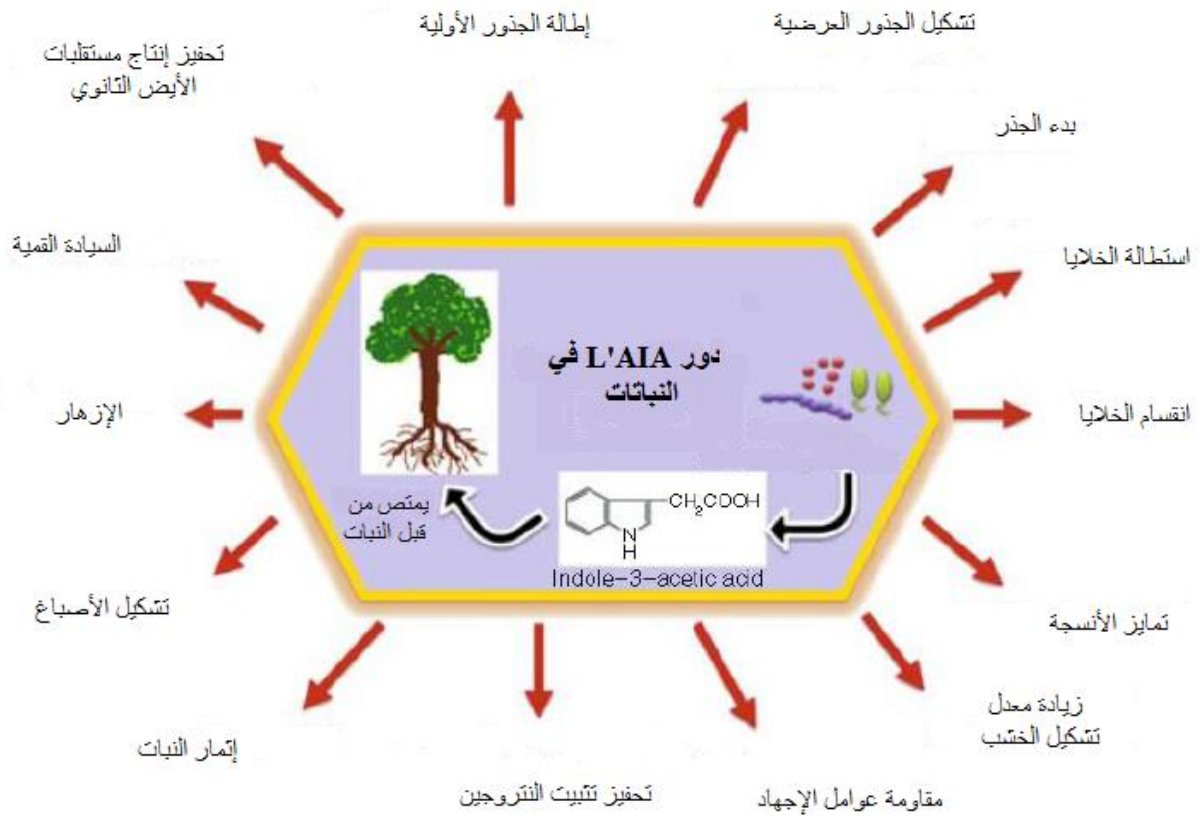 تشكيل الجذور العرضية
إطالة الجذور الأولية
تحفيز إنتاج مستقلبات
الأيض الثانوي
بدء الجذر
السيادة القمية
استطالة الخلايا
دور L'AIA في
النباتات
الإزهار
انقسام الخلايا
يمتص من
قبل النبات
CH₂COOH
N
H
Indole-3-acetic acid
تشكيل الأصباغ
تمايز الأنسجة
زيادة معدل
تشكيل الخشب
إثمار النبات
تحفيز تثبيت النتروجين
مقاومة عوامل الإجهاد